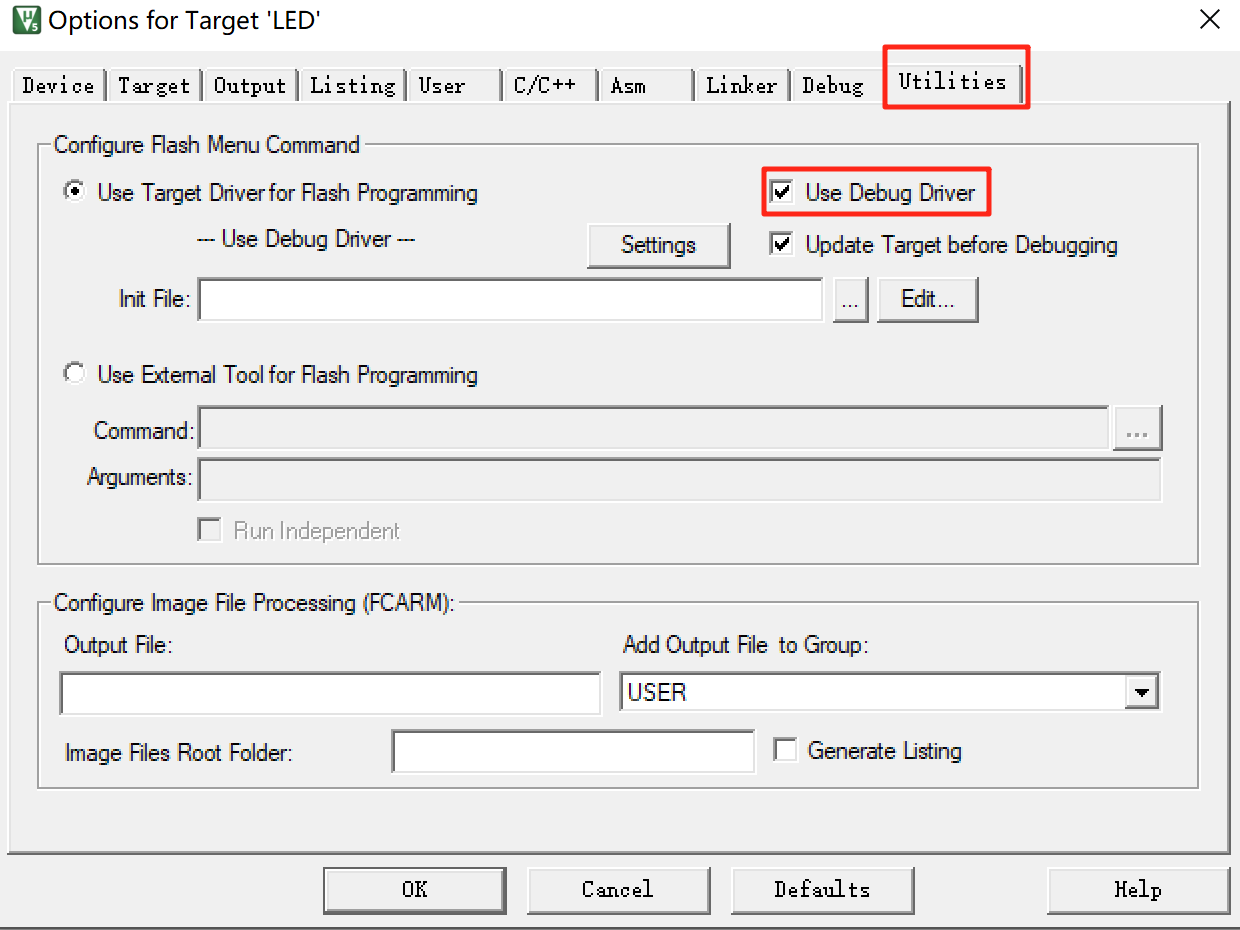 Options for Target 'LED'
Device Target Output Listing User C/C++ Asm Linker Debug Utilities
Configure Flash Menu Command
Use Target Driver for Flash Programming
Use Debug Driver
--- Use Debug Driver ---
Settings
Update Target before Debugging
Init File:
...
Edit...
Use External Tool for Flash Programming
Command:
...
Arguments:
Run Independent
Configure Image File Processing (FCARM):
Output File:
Add Output File to Group:
USER
Image Files Root Folder:
Generate Listing
OK Cancel Defaults Help